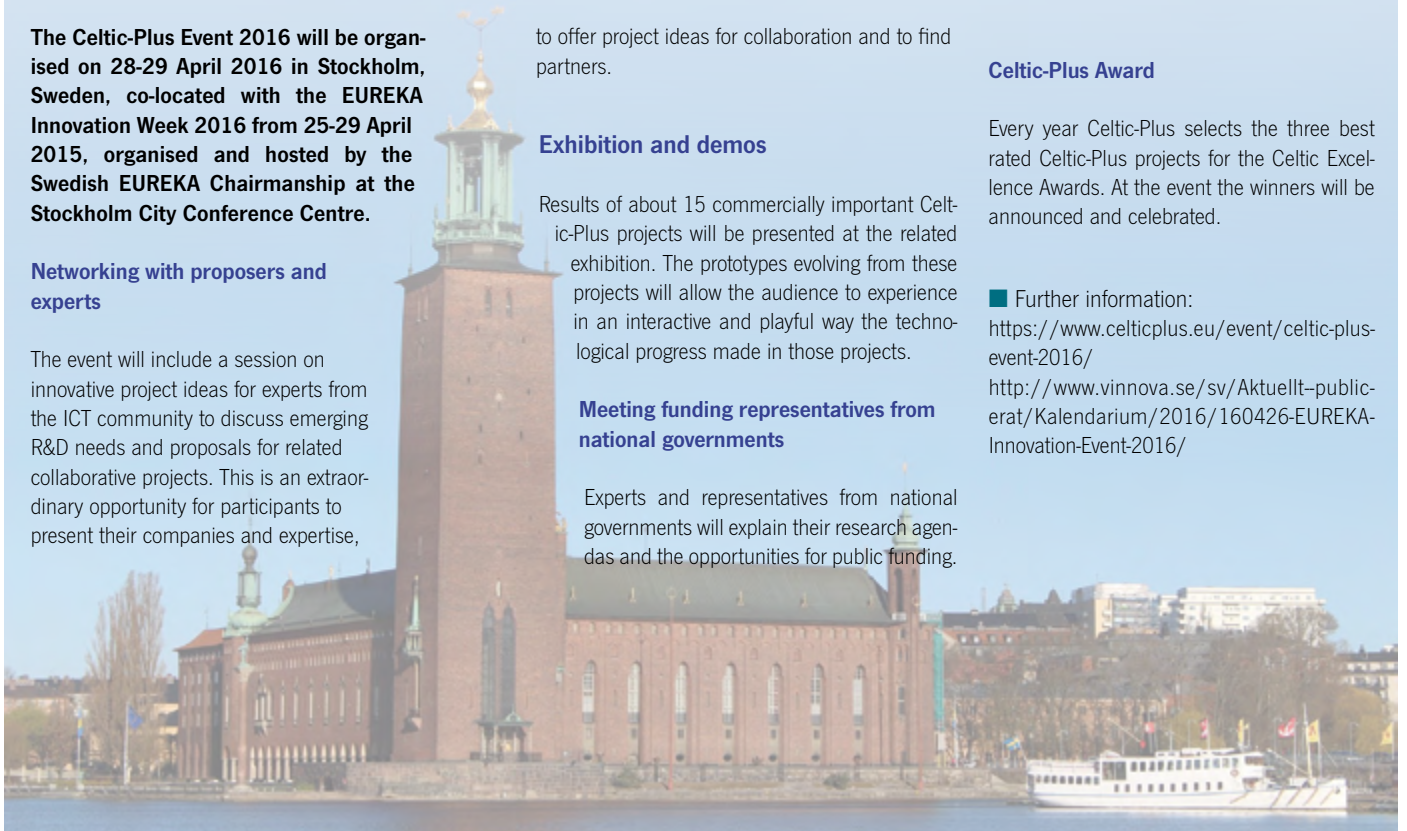 The Celtic-Plus Event 2016 will be organ-
ised on 28-29 April 2016 in Stockholm,
Sweden, co-located with the EUREKA
Innovation Week 2016 from 25-29 April
2015, organised and hosted by the
Swedish EUREKA Chairmanship at the
Stockholm City Conference Centre.
Networking with proposers and
experts
The event will include a session on
innovative project ideas for experts from
the ICT community to discuss emerging
R&D needs and proposals for related
collaborative projects. This is an extraor-
dinary opportunity for participants to
present their companies and expertise,
to offer project ideas for collaboration and to find
partners.
Exhibition and demos
Results of about 15 commercially important Celt-
ic-Plus projects will be presented at the related
exhibition. The prototypes evolving from these
projects will allow the audience to experience
in an interactive and playful way the techno-
logical progress made in those projects.
Meeting funding representatives from
national governments
Experts and representatives from national
governments will explain their research agen-
das and the opportunities for public funding.
Celtic-Plus Award
Every year Celtic-Plus selects the three best
rated Celtic-Plus projects for the Celtic Excel-
lence Awards. At the event the winners will be
announced and celebrated.
■ Further information:
https://www.celticplus.eu/event/celtic-plus-
event-2016/
http://www.vinnova.se/sv/Aktuellt--public-
erat/Kalendarium/2016/160426-EUREKA-
Innovation-Event-2016/